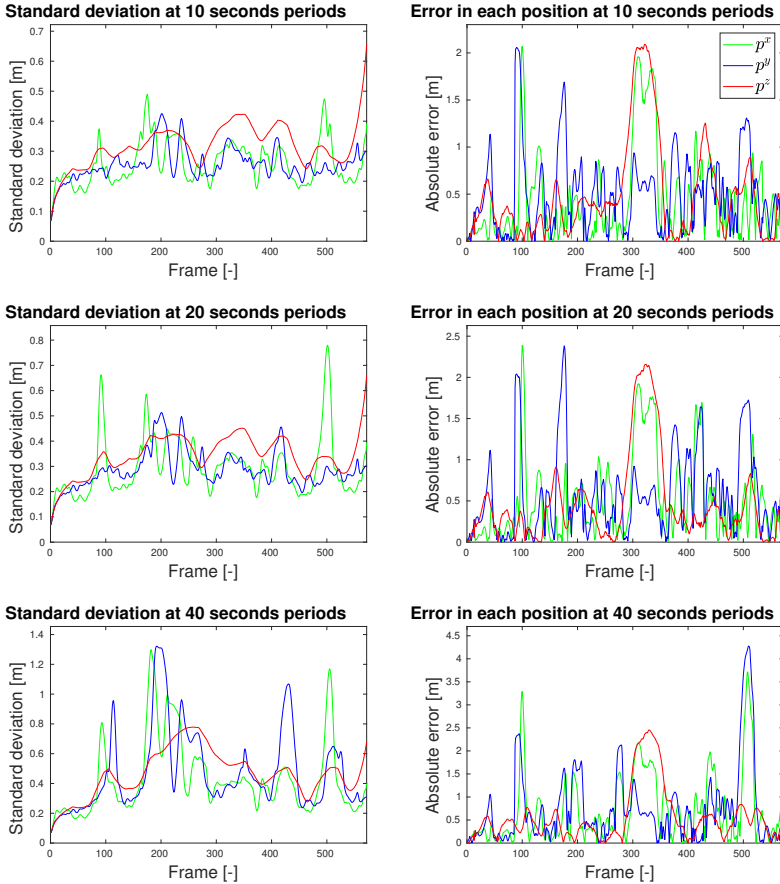 Standard deviation at 10 seconds periods
Standard deviation [m]
0.7
0.6
0.5
0.4
0.3
0.2
0.1
0
0 100 200 300 400 500
Frame [-]
Error in each position at 10 seconds periods
Absolute error [m]
2
1.5
1
0.5
0
0 100 200 300 400 500
Frame [-]
p^x
p^y
p^z
Standard deviation at 20 seconds periods
Standard deviation [m]
0.8
0.7
0.6
0.5
0.4
0.3
0.2
0.1
0
0 100 200 300 400 500
Frame [-]
Error in each position at 20 seconds periods
Absolute error [m]
2.5
2
1.5
1
0.5
0
0 100 200 300 400 500
Frame [-]
Standard deviation at 40 seconds periods
Standard deviation [m]
1.4
1.2
1
0.8
0.6
0.4
0.2
0
0 100 200 300 400 500
Frame [-]
Error in each position at 40 seconds periods
Absolute error [m]
4.5
4
3.5
3
2.5
2
1.5
1
0.5
0
0 100 200 300 400 500
Frame [-]